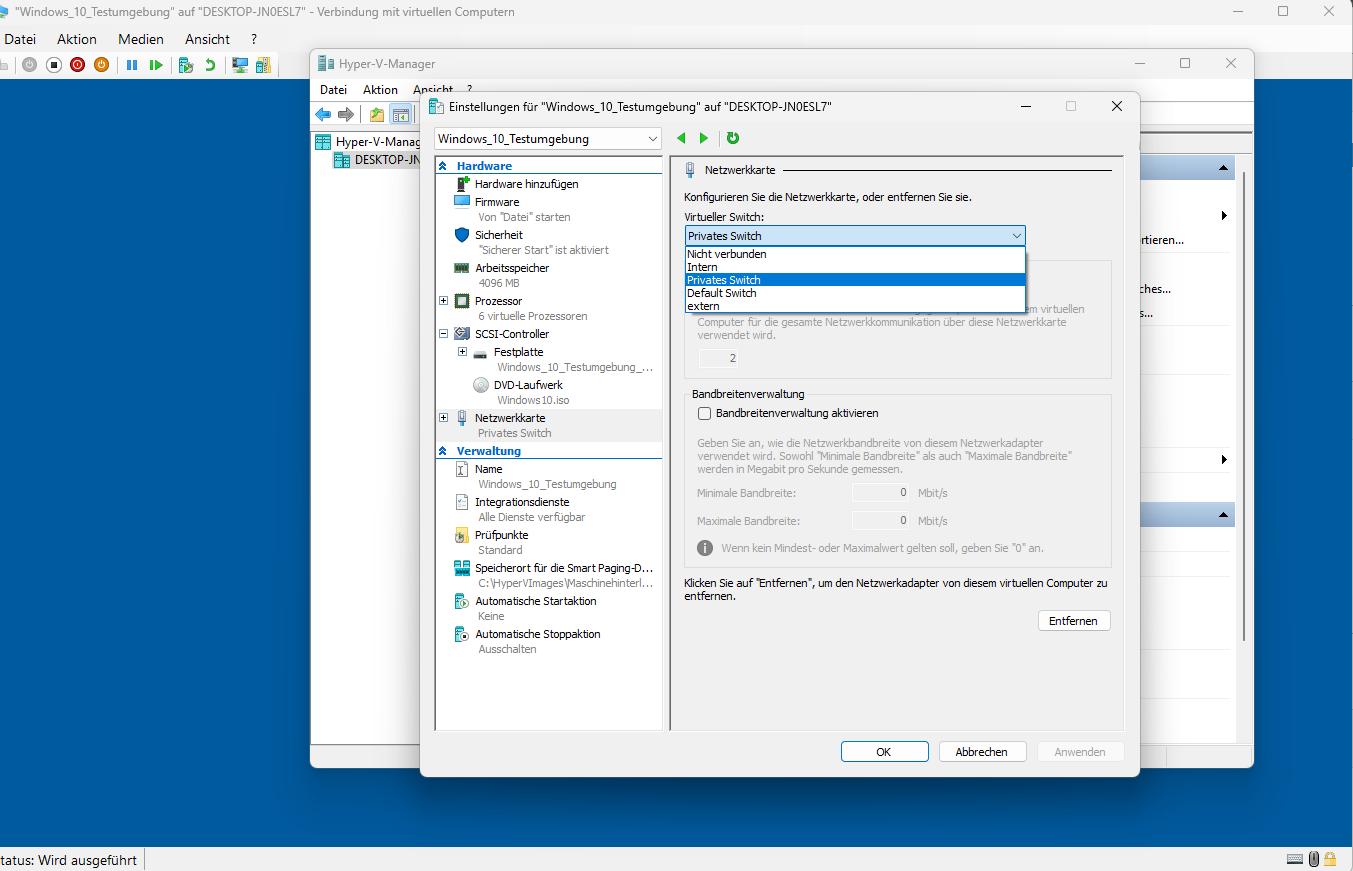 "Windows_10_Testumgebung" auf "DESKTOP-JN0ESL7" - Verbindung mit virtuellen Computern
Datei Aktion Medien Ansicht ?
Hyper-V-Manager
Datei Aktion Ansicht ?
Hyper-V-Manag
DESKTOP-JN
Einstellungen für "Windows_10_Testumgebung" auf "DESKTOP-JN0ESL7"
Windows_10_Testumgebung
Hardware
Hardware hinzufügen
Firmware
Von "Datei" starten
Sicherheit
"Sicherer Start" ist aktiviert
Arbeitsspeicher
4096 MB
Prozessor
6 virtuelle Prozessoren
SCSI-Controller
Festplatte
Windows_10_Testumgebung_...
DVD-Laufwerk
Windows10.iso
Netzwerkkarte
Privates Switch
Verwaltung
Name
Windows_10_Testumgebung
Integrationsdienste
Alle Dienste verfügbar
Prüfpunkte
Standard
Speicherort für die Smart Paging-D...
C:\HyperVImages\Maschinehinterl...
Automatische Startaktion
Keine
Automatische Stoppaktion
Ausschalten
Netzwerkkarte
Konfigurieren Sie die Netzwerkkarte, oder entfernen Sie sie.
Virtueller Switch:
Privates Switch
Nicht verbunden
Intern
Privates Switch
Default Switch
extern
m virtuellen
Computer für die gesamte Netzwerkkommunikation über diese Netzwerkkarte
verwendet wird.
2
Bandbreitenverwaltung
Bandbreitenverwaltung aktivieren
Geben Sie an, wie die Netzwerkbandbreite von diesem Netzwerkadapter
verwendet wird. Sowohl "Minimale Bandbreite" als auch "Maximale Bandbreite"
werden in Megabit pro Sekunde gemessen.
Minimale Bandbreite: 0 Mbit/s
Maximale Bandbreite: 0 Mbit/s
Wenn kein Mindest- oder Maximalwert gelten soll, geben Sie "0" an.
Klicken Sie auf "Entfernen", um den Netzwerkadapter von diesem virtuellen Computer zu
entfernen.
Entfernen
OK Abbrechen Anwenden
rtieren...
ches...
s...
tatus: Wird ausgeführt